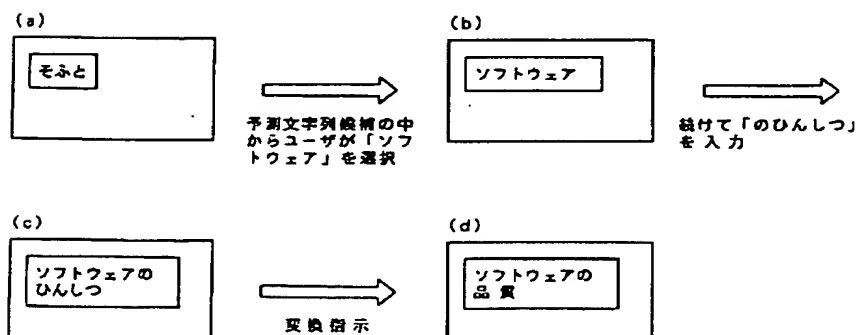 (a)
そふと
予測文字列候補の中
からユーザが「ソフ
トウェア」を選択
(b)
ソフトウェア
続けて「のひんしつ」
を入力
(c)
ソフトウェアの
ひんしつ
変換指示
(d)
ソフトウェアの
品質